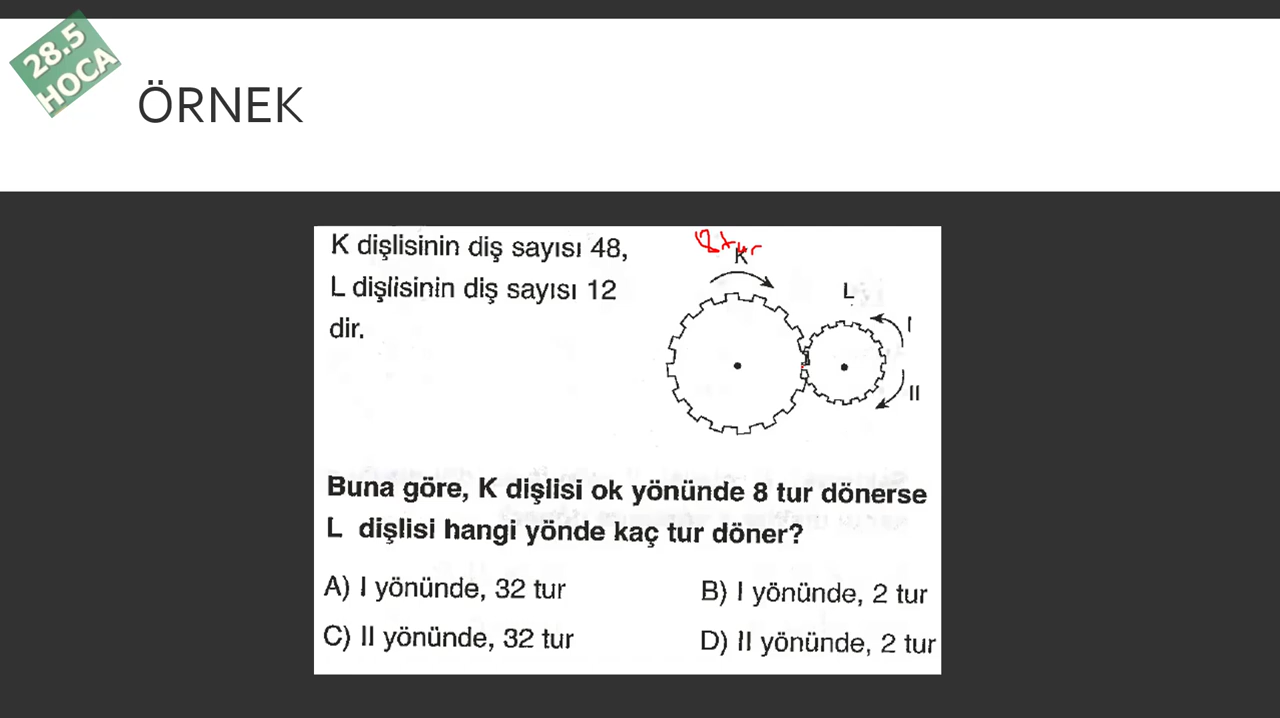 28.5
HOCA
ÖRNEK
K dişlisinin diş sayısı 48,
L dişlisinin diş sayısı 12
dir.
8 tur
K
L
I
II
Buna göre, K dişlisi ok yönünde 8 tur dönerse
L dişlisi hangi yönde kaç tur döner?
A) I yönünde, 32 tur
B) I yönünde, 2 tur
C) II yönünde, 32 tur
D) II yönünde, 2 tur